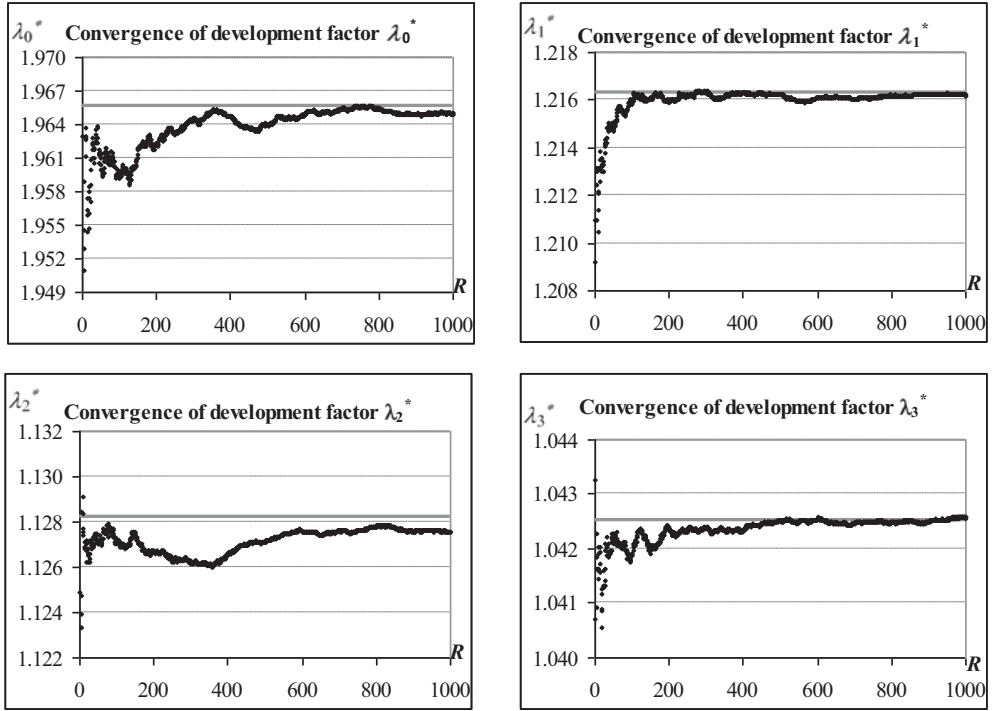 λ0*
Convergence of development factor λ0*
1.970
1.967
1.964
1.961
1.958
1.955
1.952
1.949
R
0 200 400 600 800 1000
λ1*
Convergence of development factor λ1*
1.218
1.216
1.214
1.212
1.210
1.208
R
0 200 400 600 800 1000
λ2*
Convergence of development factor λ2*
1.132
1.130
1.128
1.126
1.124
1.122
R
0 200 400 600 800 1000
λ3*
Convergence of development factor λ3*
1.044
1.043
1.042
1.041
1.040
R
0 200 400 600 800 1000